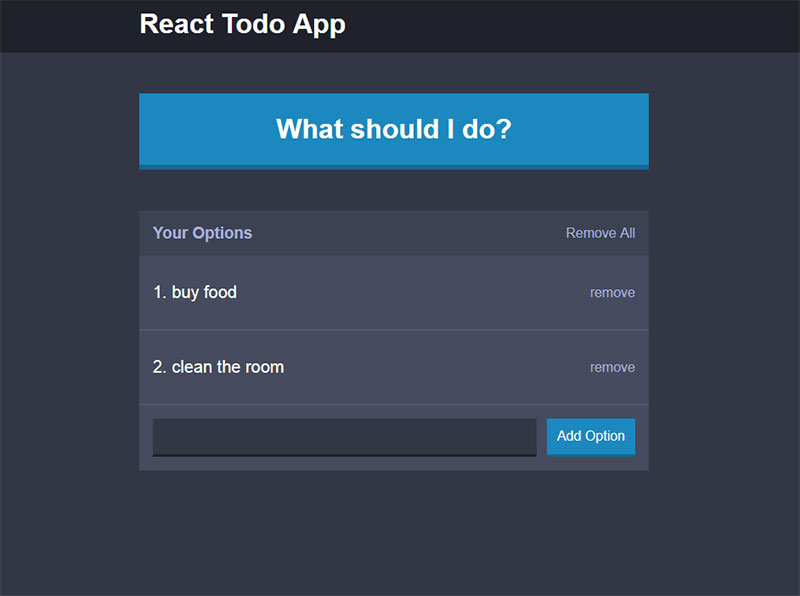 React Todo App
What should I do?
Your Options Remove All
1. buy food remove
2. clean the room remove
Add Option